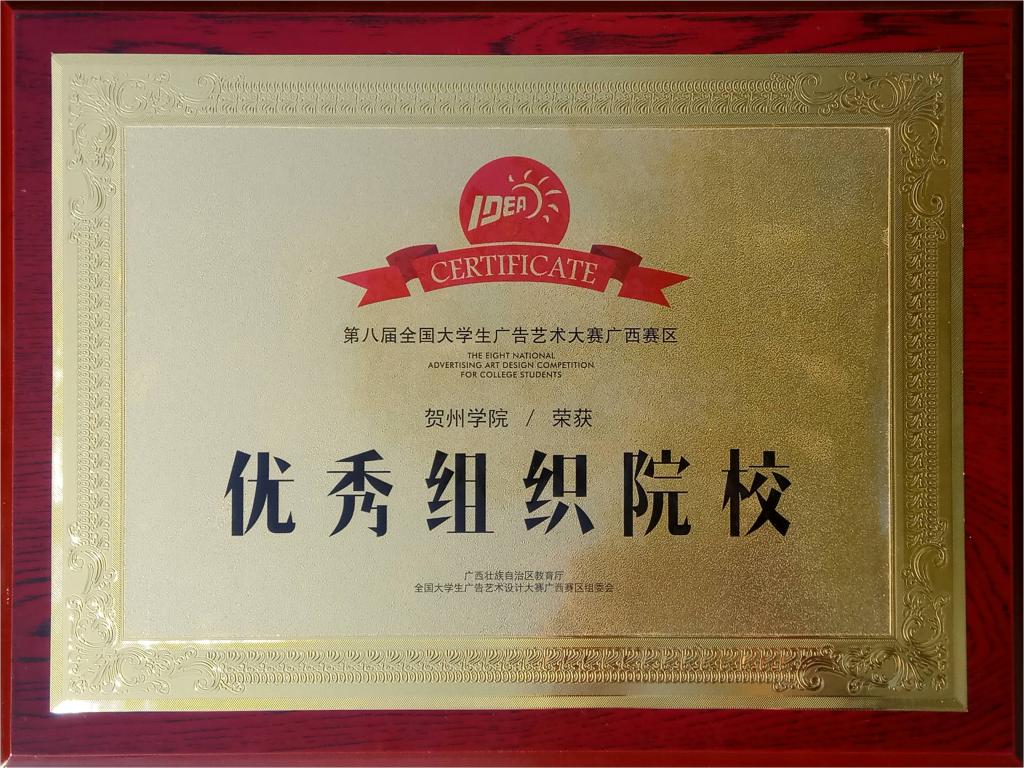 IDEA
CERTIFICATE
第八届全国大学生广告艺术大赛广西赛区
THE EIGHT NATIONAL
ADVERTISING ART DESIGN COMPETITION
FOR COLLEGE STUDENTS
贺州学院 / 荣获
优秀组织院校
广西壮族自治区教育厅
全国大学生广告艺术设计大赛广西赛区组委会